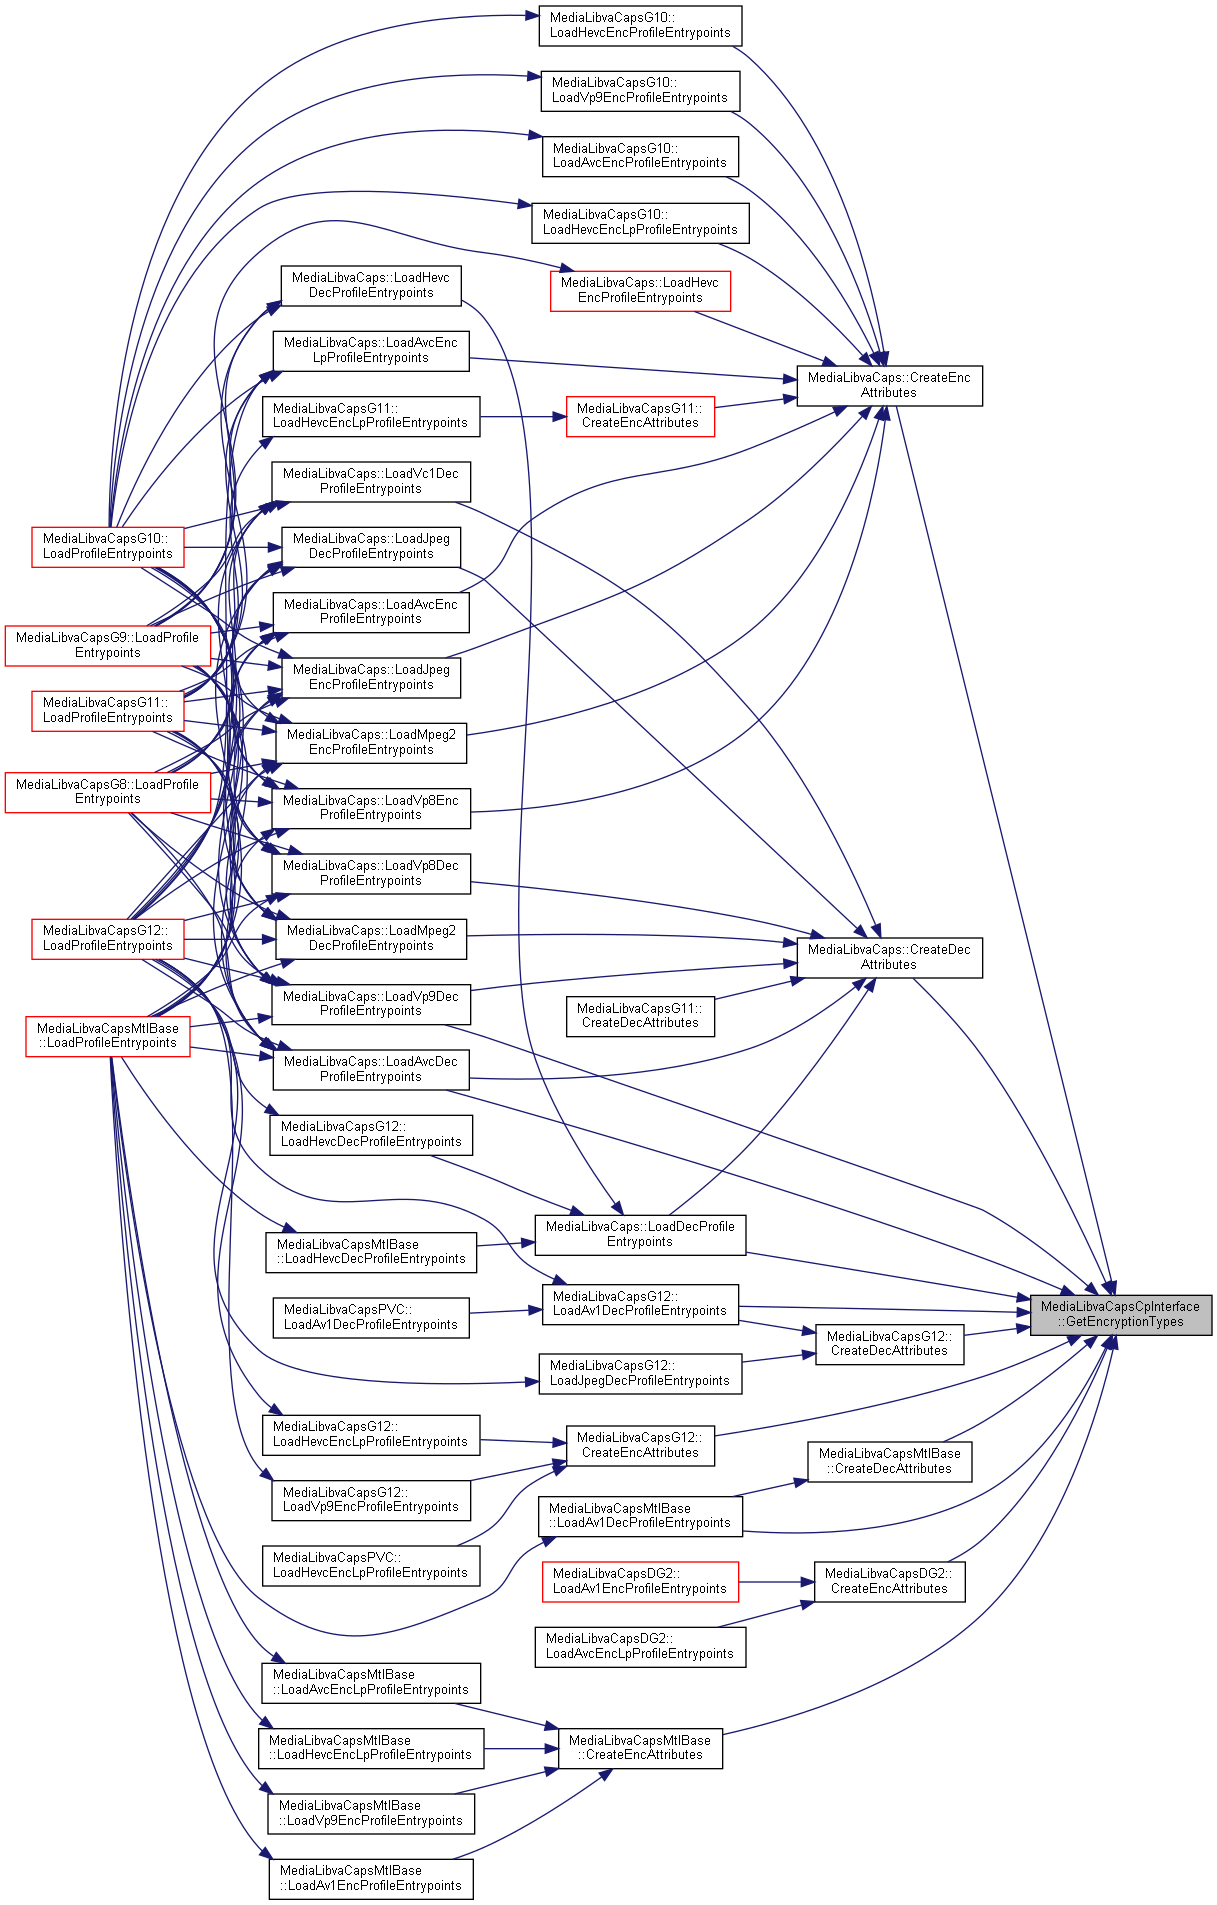 MediaLibvaCapsG10::
LoadHevcEncProfileEntrypoints
MediaLibvaCapsG10::
LoadVp9EncProfileEntrypoints
MediaLibvaCapsG10::
LoadAvcEncProfileEntrypoints
MediaLibvaCapsG10::
LoadHevcEncLpProfileEntrypoints
MediaLibvaCaps::LoadHevc
DecProfileEntrypoints
MediaLibvaCaps::LoadHevc
EncProfileEntrypoints
MediaLibvaCaps::LoadAvcEnc
LpProfileEntrypoints
MediaLibvaCaps::CreateEnc
Attributes
MediaLibvaCapsG11::
LoadHevcEncLpProfileEntrypoints
MediaLibvaCapsG11::
CreateEncAttributes
MediaLibvaCaps::LoadVc1Dec
ProfileEntrypoints
MediaLibvaCapsG10::
LoadProfileEntrypoints
MediaLibvaCaps::LoadJpeg
DecProfileEntrypoints
MediaLibvaCaps::LoadAvcEnc
ProfileEntrypoints
MediaLibvaCapsG9::LoadProfile
Entrypoints
MediaLibvaCaps::LoadJpeg
EncProfileEntrypoints
MediaLibvaCapsG11::
LoadProfileEntrypoints
MediaLibvaCaps::LoadMpeg2
EncProfileEntrypoints
MediaLibvaCapsG8::LoadProfile
Entrypoints
MediaLibvaCaps::LoadVp8Enc
ProfileEntrypoints
MediaLibvaCaps::LoadVp8Dec
ProfileEntrypoints
MediaLibvaCapsG12::
LoadProfileEntrypoints
MediaLibvaCaps::LoadMpeg2
DecProfileEntrypoints
MediaLibvaCaps::CreateDec
Attributes
MediaLibvaCaps::LoadVp9Dec
ProfileEntrypoints
MediaLibvaCapsG11::
CreateDecAttributes
MediaLibvaCapsMtlBase
::LoadProfileEntrypoints
MediaLibvaCaps::LoadAvcDec
ProfileEntrypoints
MediaLibvaCapsG12::
LoadHevcDecProfileEntrypoints
MediaLibvaCaps::LoadDecProfile
Entrypoints
MediaLibvaCapsMtlBase
::LoadHevcDecProfileEntrypoints
MediaLibvaCapsG12::
LoadAv1DecProfileEntrypoints
MediaLibvaCapsCpInterface
::GetEncryptionTypes
MediaLibvaCapsPVC::
LoadAv1DecProfileEntrypoints
MediaLibvaCapsG12::
CreateDecAttributes
MediaLibvaCapsG12::
LoadJpegDecProfileEntrypoints
MediaLibvaCapsG12::
LoadHevcEncLpProfileEntrypoints
MediaLibvaCapsG12::
CreateEncAttributes
MediaLibvaCapsMtlBase
::CreateDecAttributes
MediaLibvaCapsG12::
LoadVp9EncProfileEntrypoints
MediaLibvaCapsMtlBase
::LoadAv1DecProfileEntrypoints
MediaLibvaCapsPVC::
LoadHevcEncLpProfileEntrypoints
MediaLibvaCapsDG2::
LoadAv1EncProfileEntrypoints
MediaLibvaCapsDG2::
CreateEncAttributes
MediaLibvaCapsDG2::
LoadAvcEncLpProfileEntrypoints
MediaLibvaCapsMtlBase
::LoadAvcEncLpProfileEntrypoints
MediaLibvaCapsMtlBase
::LoadHevcEncLpProfileEntrypoints
MediaLibvaCapsMtlBase
::CreateEncAttributes
MediaLibvaCapsMtlBase
::LoadVp9EncProfileEntrypoints
MediaLibvaCapsMtlBase
::LoadAv1EncProfileEntrypoints